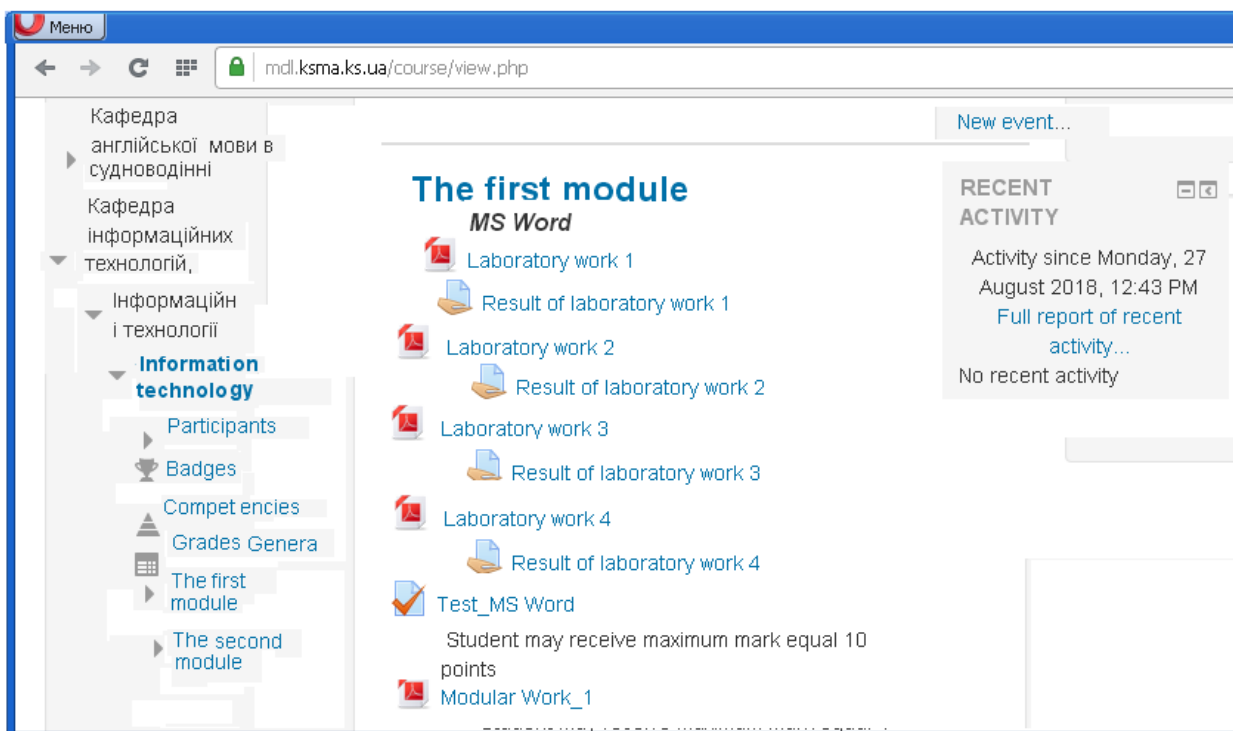 Меню
mdl.ksma.ks.ua/course/view.php
Кафедра
англійської мови в
судноводінні
Кафедра
інформаційних
технологій,
Інформаційн
і технології
Information
technology
Participants
Badges
Compet encies
Grades Genera
The first
module
The second
module
The first module
MS Word
Laboratory work 1
Result of laboratory work 1
Laboratory work 2
Result of laboratory work 2
Laboratory work 3
Result of laboratory work 3
Laboratory work 4
Result of laboratory work 4
Test_MS Word
Student may receive maximum mark equal 10
points
Modular Work_1
New event...
RECENT
ACTIVITY
Activity since Monday, 27
August 2018, 12:43 PM
Full report of recent
activity...
No recent activity